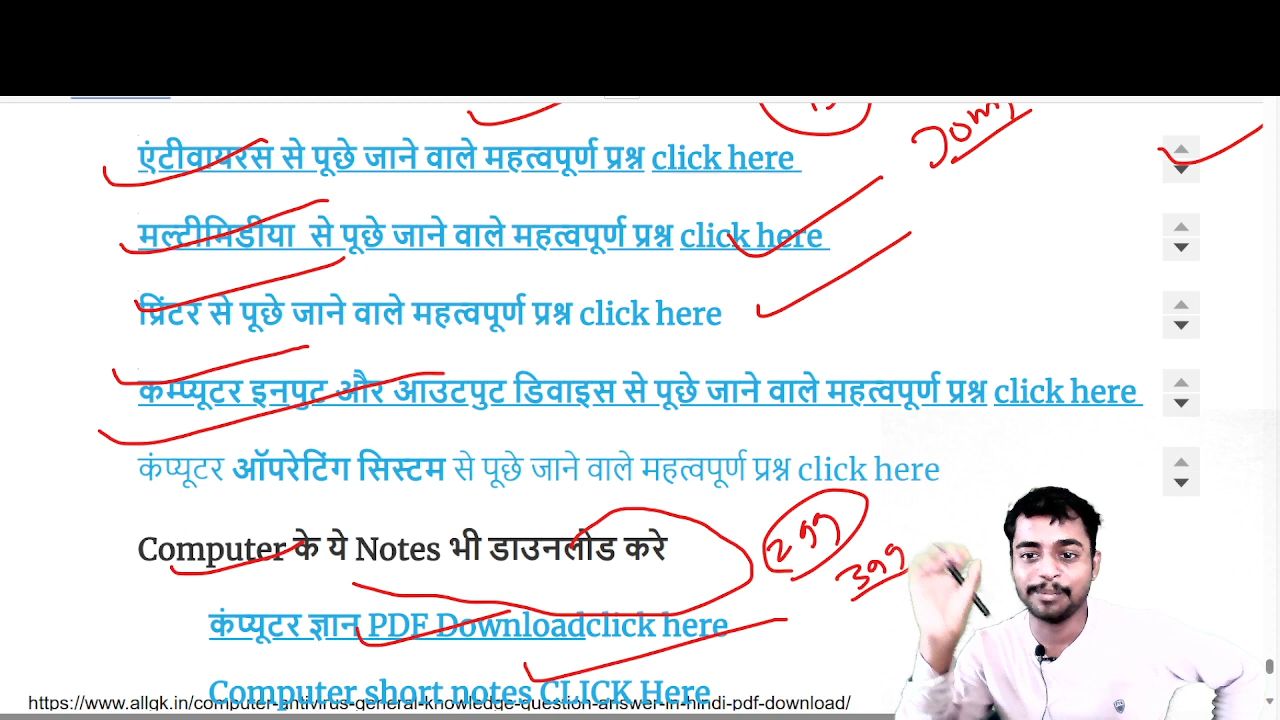 एंटीवायरस से पूछे जाने वाले महत्वपूर्ण प्रश्न click here
मल्टीमिडीया से पूछे जाने वाले महत्वपूर्ण प्रश्न click here
प्रिंटर से पूछे जाने वाले महत्वपूर्ण प्रश्न click here
कम्प्यूटर इनपुट और आउटपुट डिवाइस से पूछे जाने वाले महत्वपूर्ण प्रश्न click here
कंप्यूटर ऑपरेटिंग सिस्टम से पूछे जाने वाले महत्वपूर्ण प्रश्न click here
Computer के ये Notes भी डाउनलोड करे
299
399
कंप्यूटर ज्ञान PDF Downloadclick here
Computer short notes CLICK Here
https://www.allgk.in/computer-antivirus-general-knowledge-question-answer-in-hindi-pdf-download/